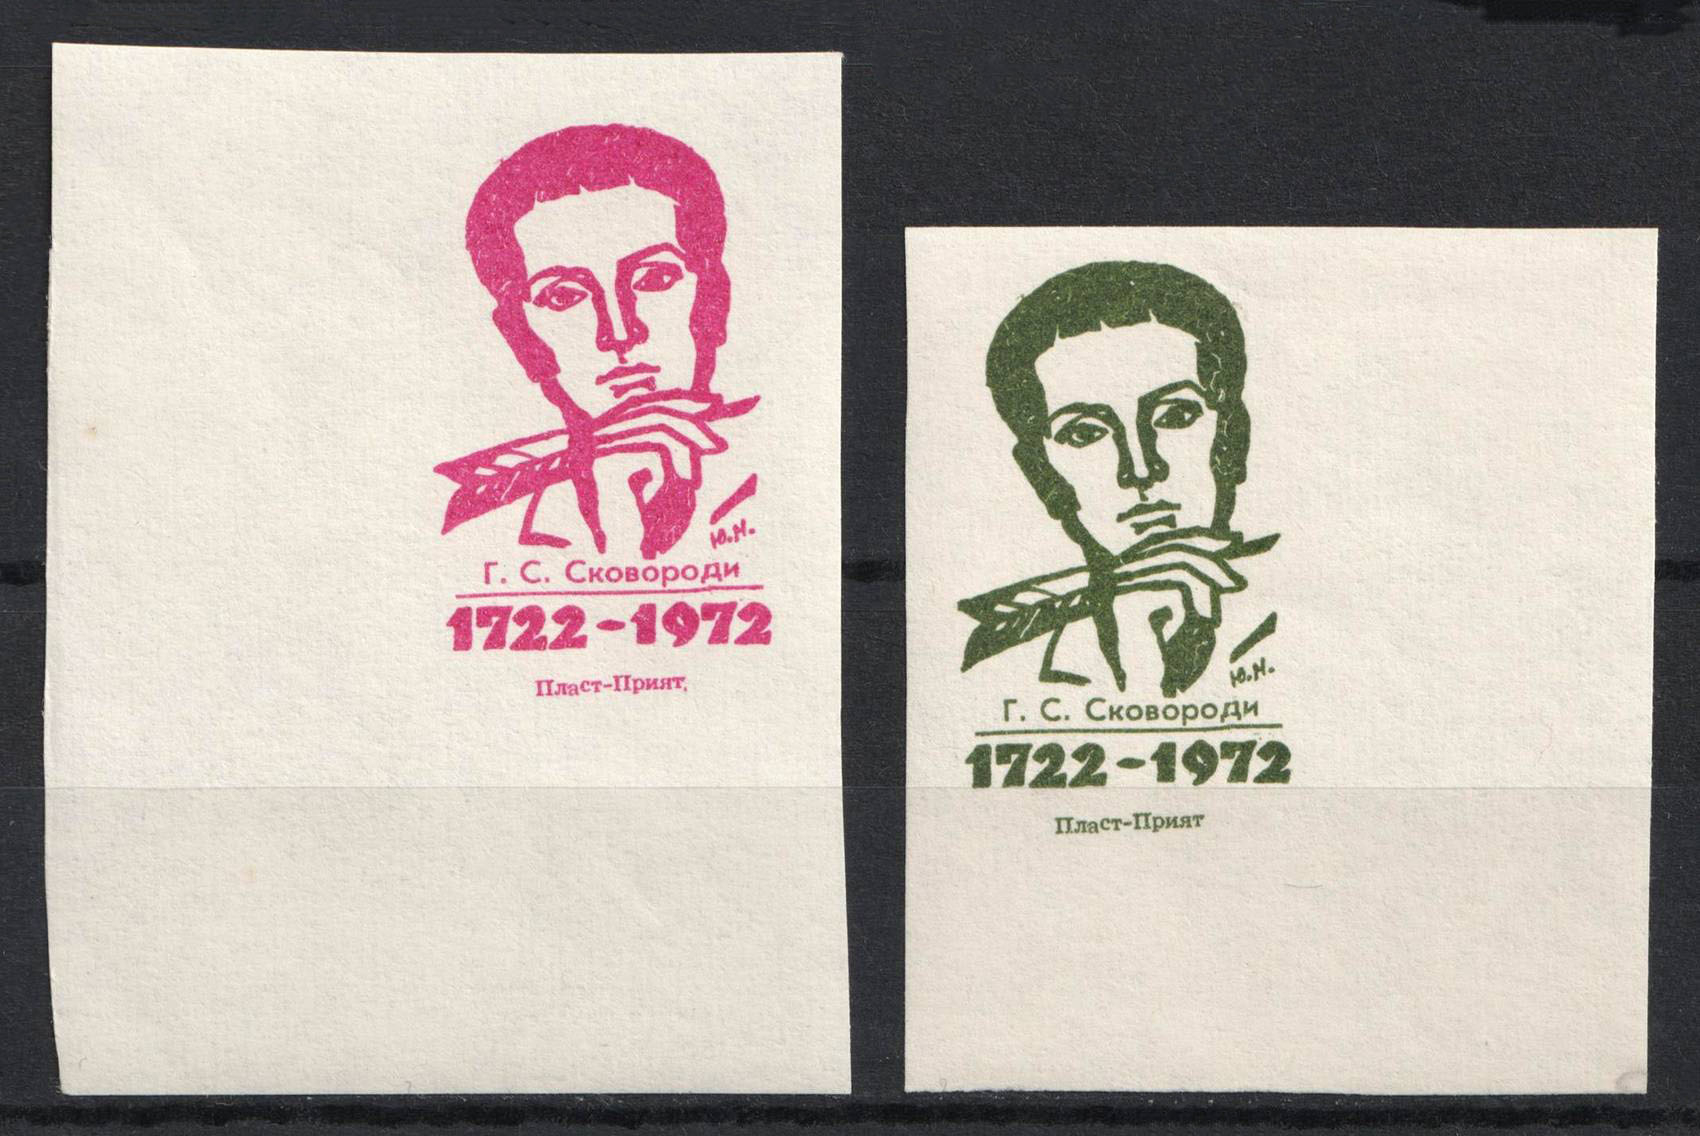 Ю.Н.
Г. С. Сковороди
1722-1972
Пласт-Прият,
Ю.Н.
Г. С. Сковороди
1722-1972
Пласт-Прият